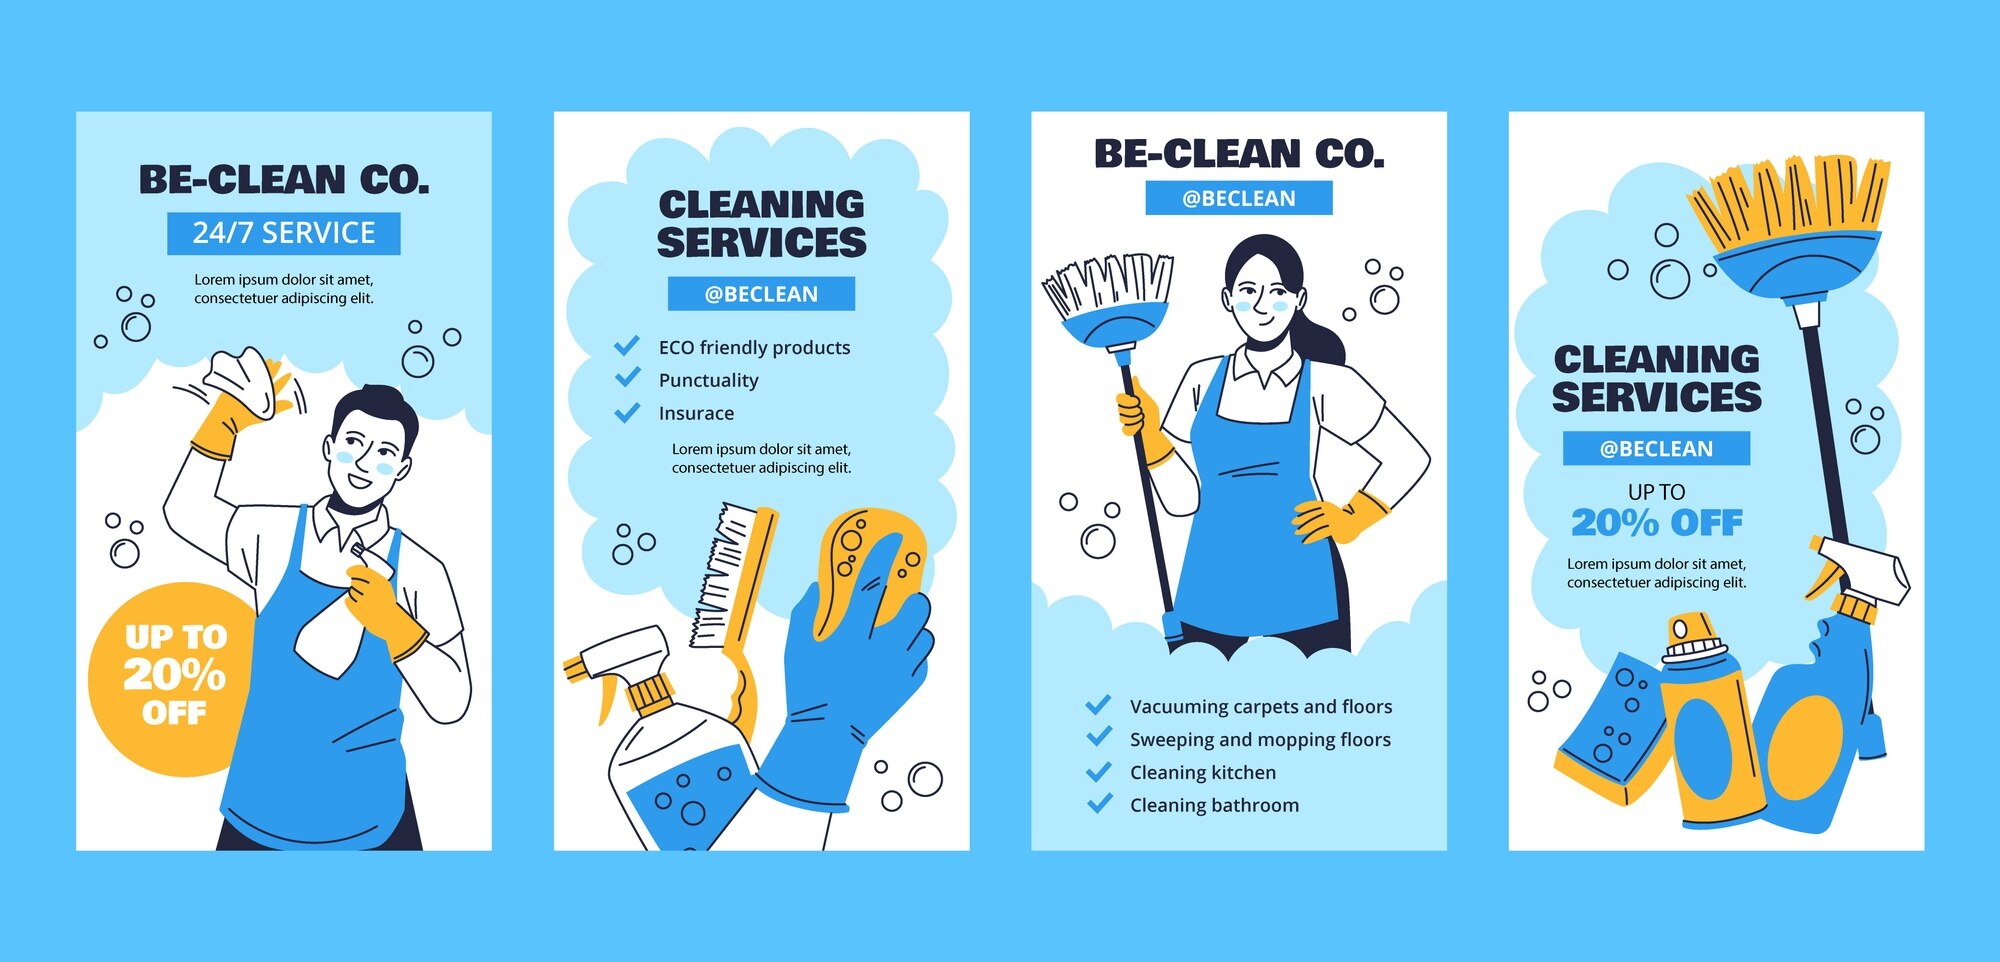 BE-CLEAN CO.
24/7 SERVICE
Lorem ipsum dolor sit amet,
consectetuer adipiscing elit.
UP TO
20%
OFF
CLEANING
SERVICES
@BECLEAN
ECO friendly products
Punctuality
Insurace
Lorem ipsum dolor sit amet,
consectetuer adipiscing elit.
BE-CLEAN CO.
@BECLEAN
Vacuuming carpets and floors
Sweeping and mopping floors
Cleaning kitchen
Cleaning bathroom
CLEANING
SERVICES
@BECLEAN
UP TO
20% OFF
Lorem ipsum dolor sit amet,
consectetuer adipiscing elit.